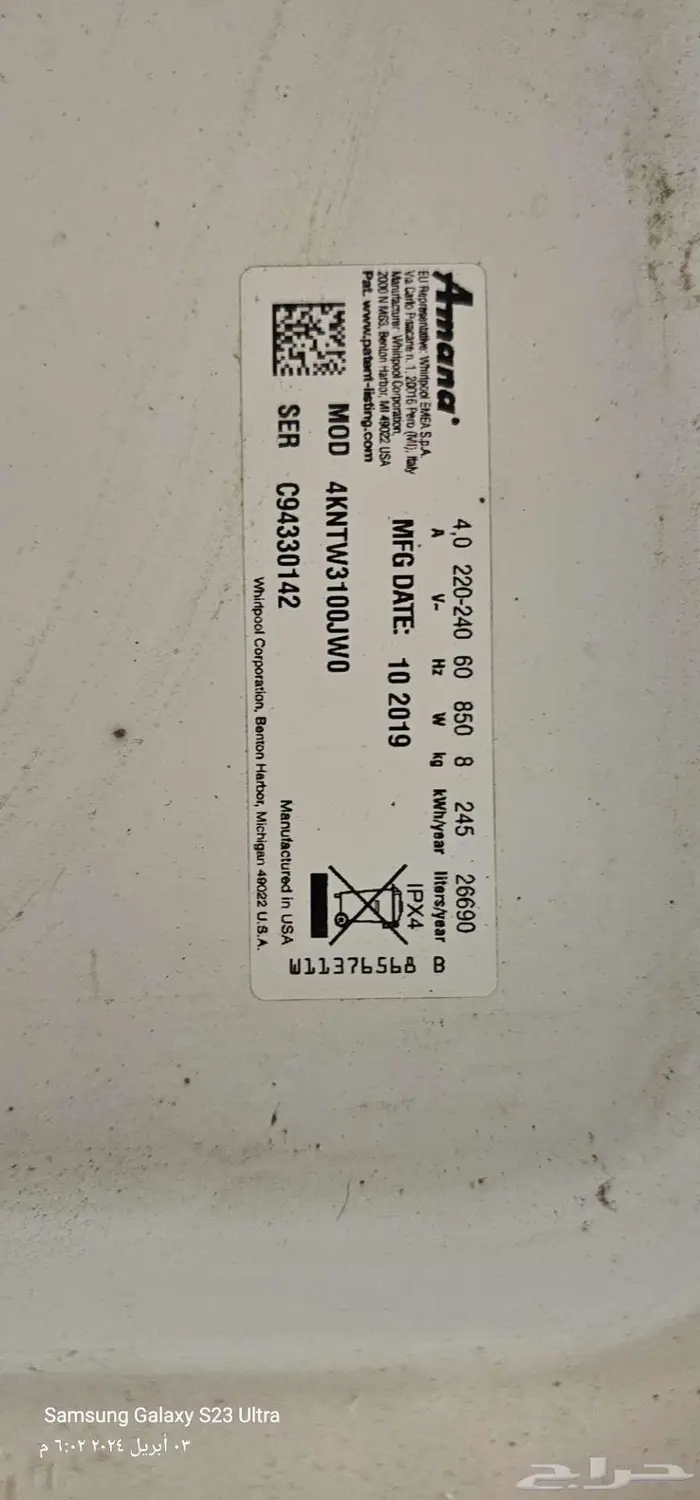 Amana
EU Representative: Whirlpool EMEA S.p.A.
Via Carlo Pisacane n. 1, 20016 Pero (MI), Italy
Manufacturer: Whirlpool Corporation,
2000 N M63, Benton Harbor, MI 49022 USA
Pat. www.patent-listing.com
4,0 220-240 60 850 8 245 26690
A V~ Hz W kg kWh/year liters/year B
IPX4
MFG DATE: 10 2019
MOD 4KNTW3100JW0
SER C94330142
Manufactured in USA
Whirlpool Corporation, Benton Harbor, Michigan 49022 U.S.A.
W11376568
Samsung Galaxy S23 Ultra
٠٣ أبريل ٢٠٢٤ ٦:٠٢ م
حراج